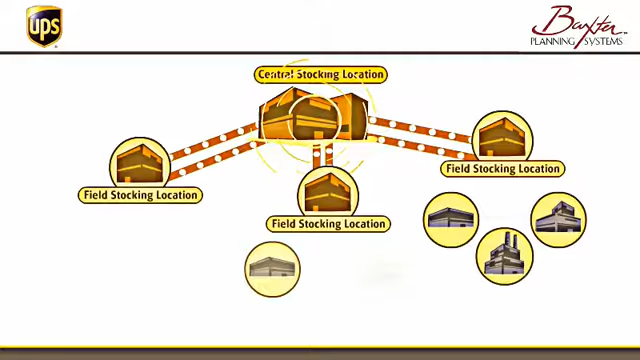 ups
Baxter
PLANNING SYSTEMS
Central Stocking Location
Field Stocking Location
Field Stocking Location
Field Stocking Location